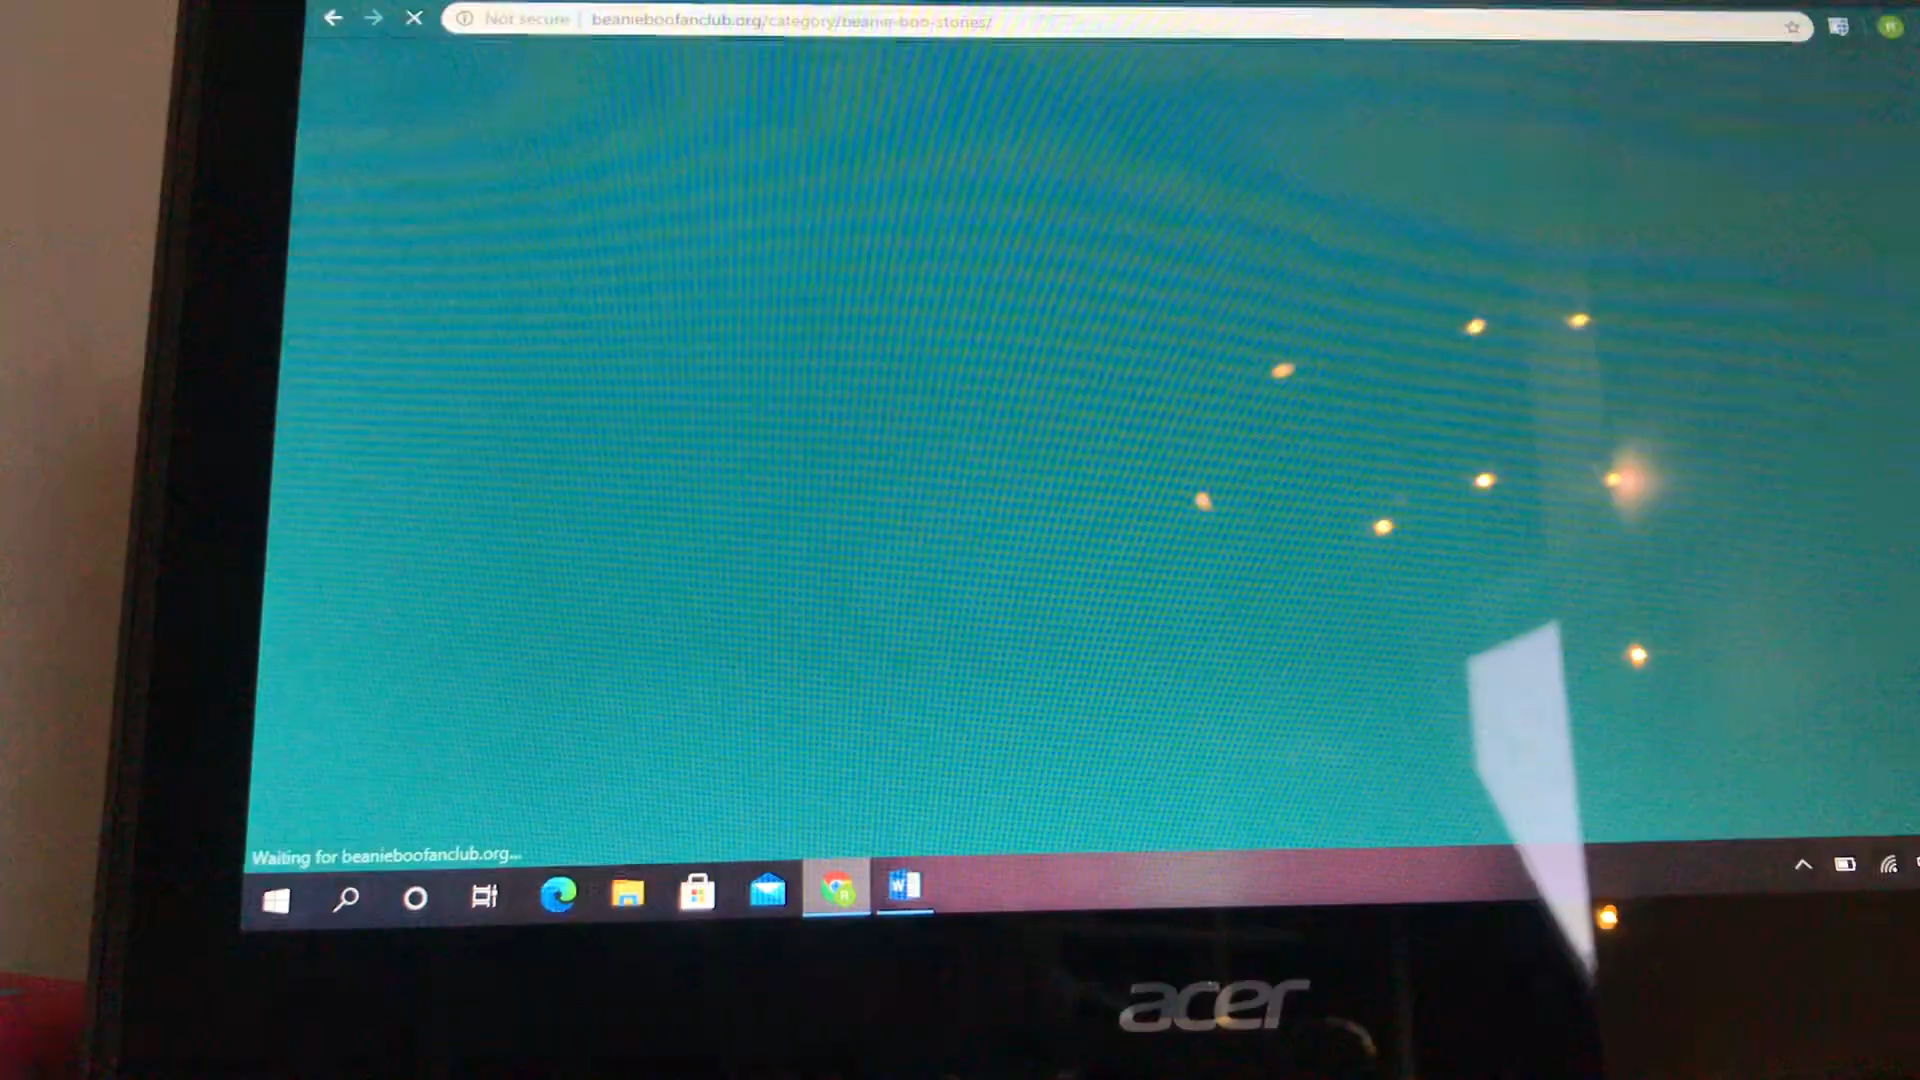 Not secure | beanieboofanclub.org/category/beanie-boo-stories/
R
Waiting for beanieboofanclub.org...
R
W
acer